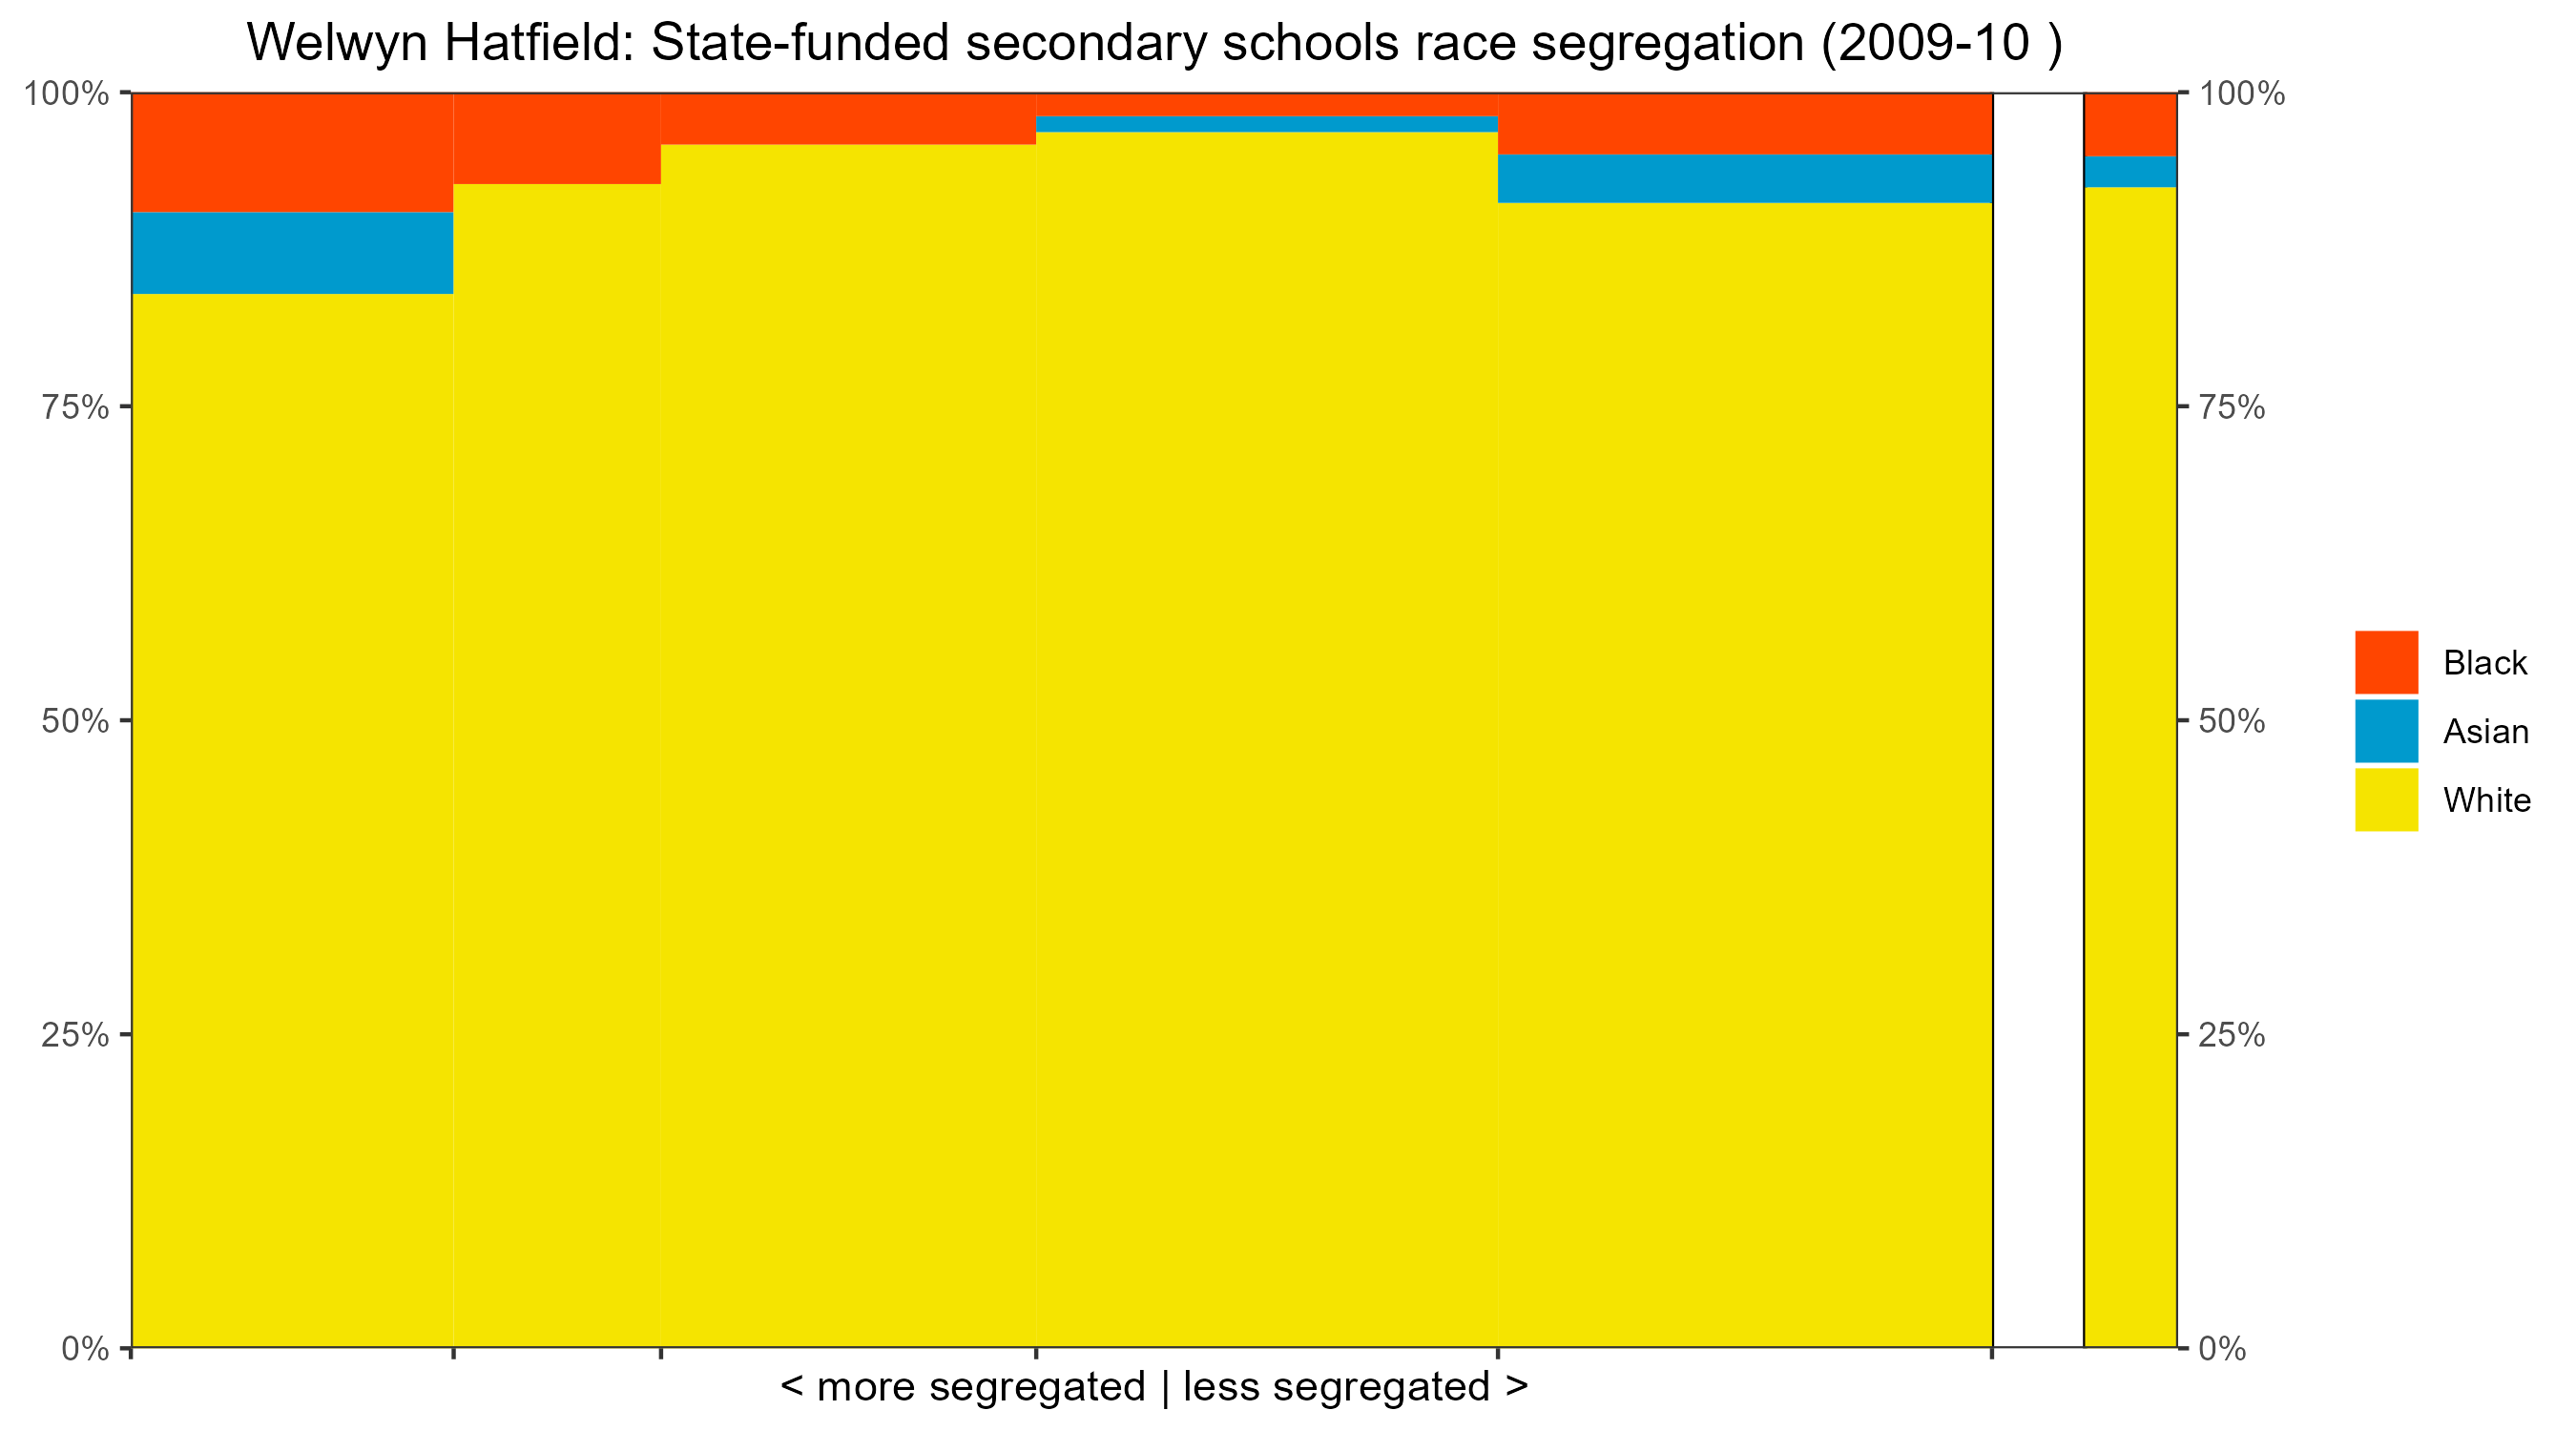 Welwyn Hatfield: State-funded secondary schools race segregation (2009-10 )
100%
75%
50%
25%
0%
100%
75%
50%
25%
0%
Black
Asian
White
< more segregated | less segregated >